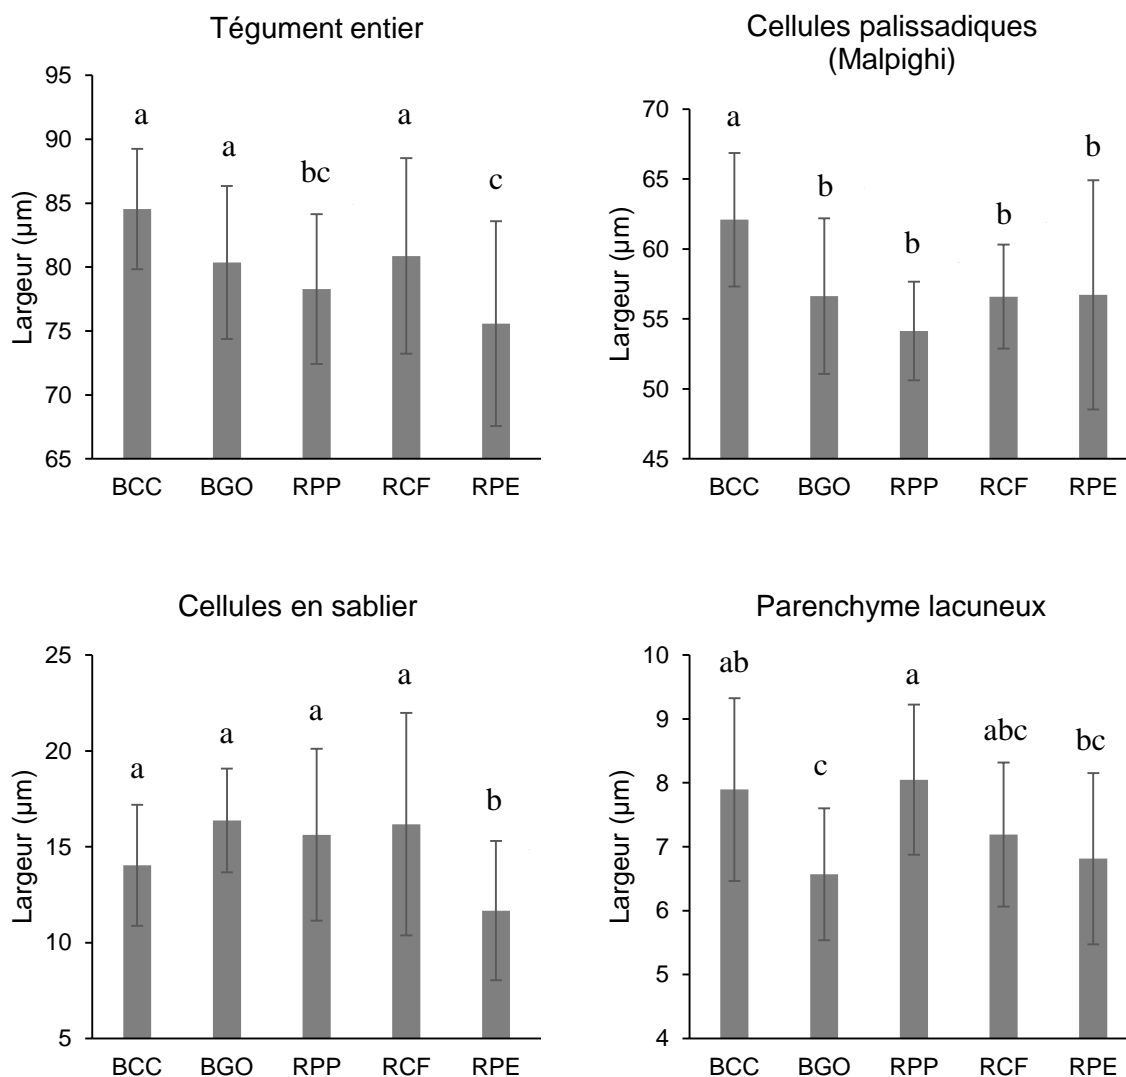 Tégument entier
95
90
85
80
75
70
65
Largeur (µm)
a
a
bc
a
c
BCC BGO RPP RCF RPE
Cellules palissadiques
(Malpighi)
70
65
60
55
50
45
Largeur (µm)
a
b
b
b
b
BCC BGO RPP RCF RPE
Cellules en sablier
25
20
15
10
5
Largeur (µm)
a
a
a
a
b
BCC BGO RPP RCF RPE
Parenchyme lacuneux
10
9
8
7
6
5
4
Largeur (µm)
ab
c
a
abc
bc
BCC BGO RPP RCF RPE